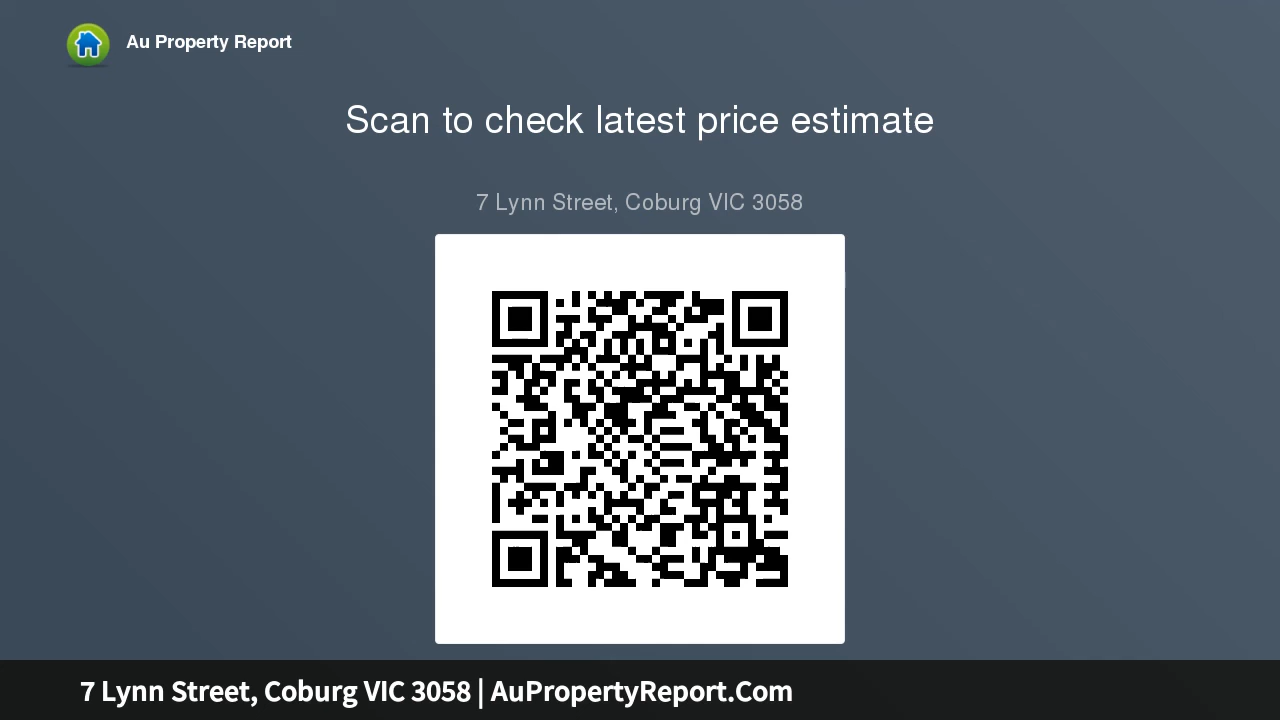 Au Property Report
Scan to check latest price estimate
7 Lynn Street, Coburg VIC 3058
7 Lynn Street, Coburg VIC 3058 | AuPropertyReport.Com